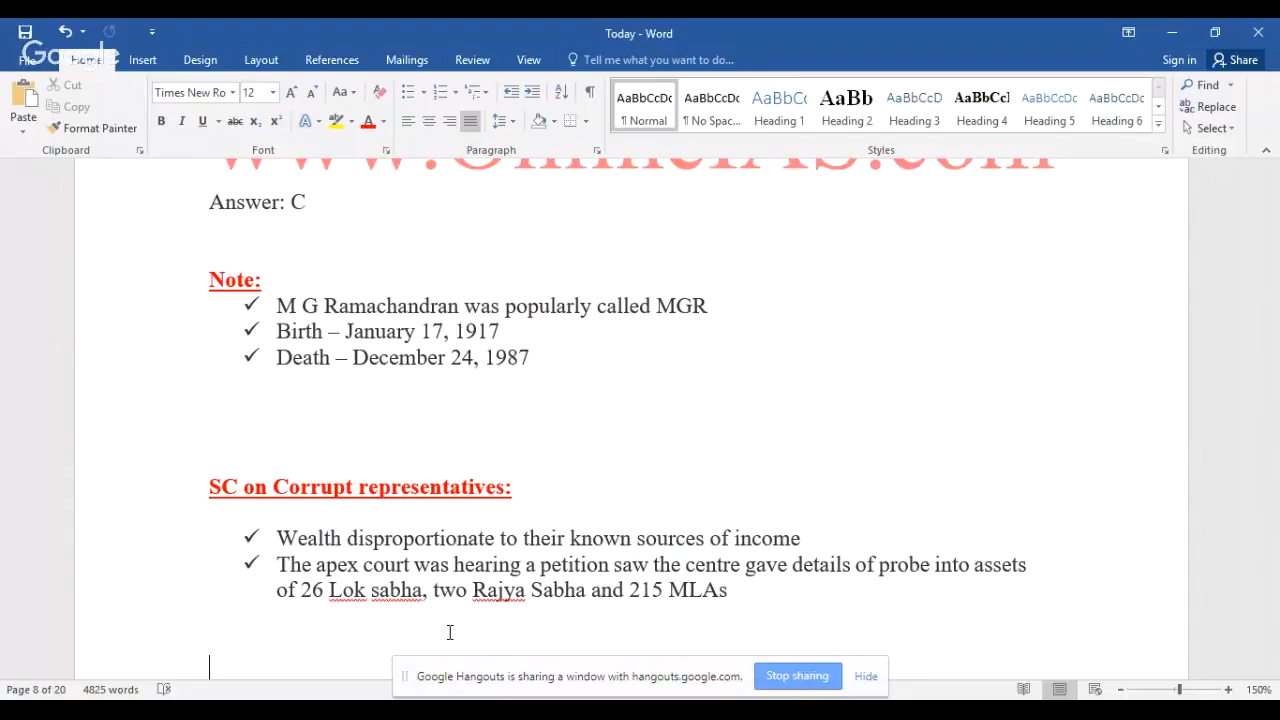 Today - Word
Google
File Home Insert Design Layout References Mailings Review View Tell me what you want to do... Sign in Share
Cut
Copy
Format Painter
Paste
Times New Ro 12 Aa
B I U abc X₂ X² A A
AaBbCcDc AaBbCcDc AaBbCc AaBb AaBbCcD AaBbCcI AaBbCcDc AaBbCcDc
¶ Normal ¶ No Spac... Heading 1 Heading 2 Heading 3 Heading 4 Heading 5 Heading 6
Find
Replace
Select
Clipboard Font Paragraph Styles Editing
Answer: C
Note:
✓ M G Ramachandran was popularly called MGR
✓ Birth – January 17, 1917
✓ Death – December 24, 1987
SC on Corrupt representatives:
✓ Wealth disproportionate to their known sources of income
✓ The apex court was hearing a petition saw the centre gave details of probe into assets
of 26 Lok sabha, two Rajya Sabha and 215 MLAs
Google Hangouts is sharing a window with hangouts.google.com. Stop sharing Hide
Page 8 of 20 4825 words 150%